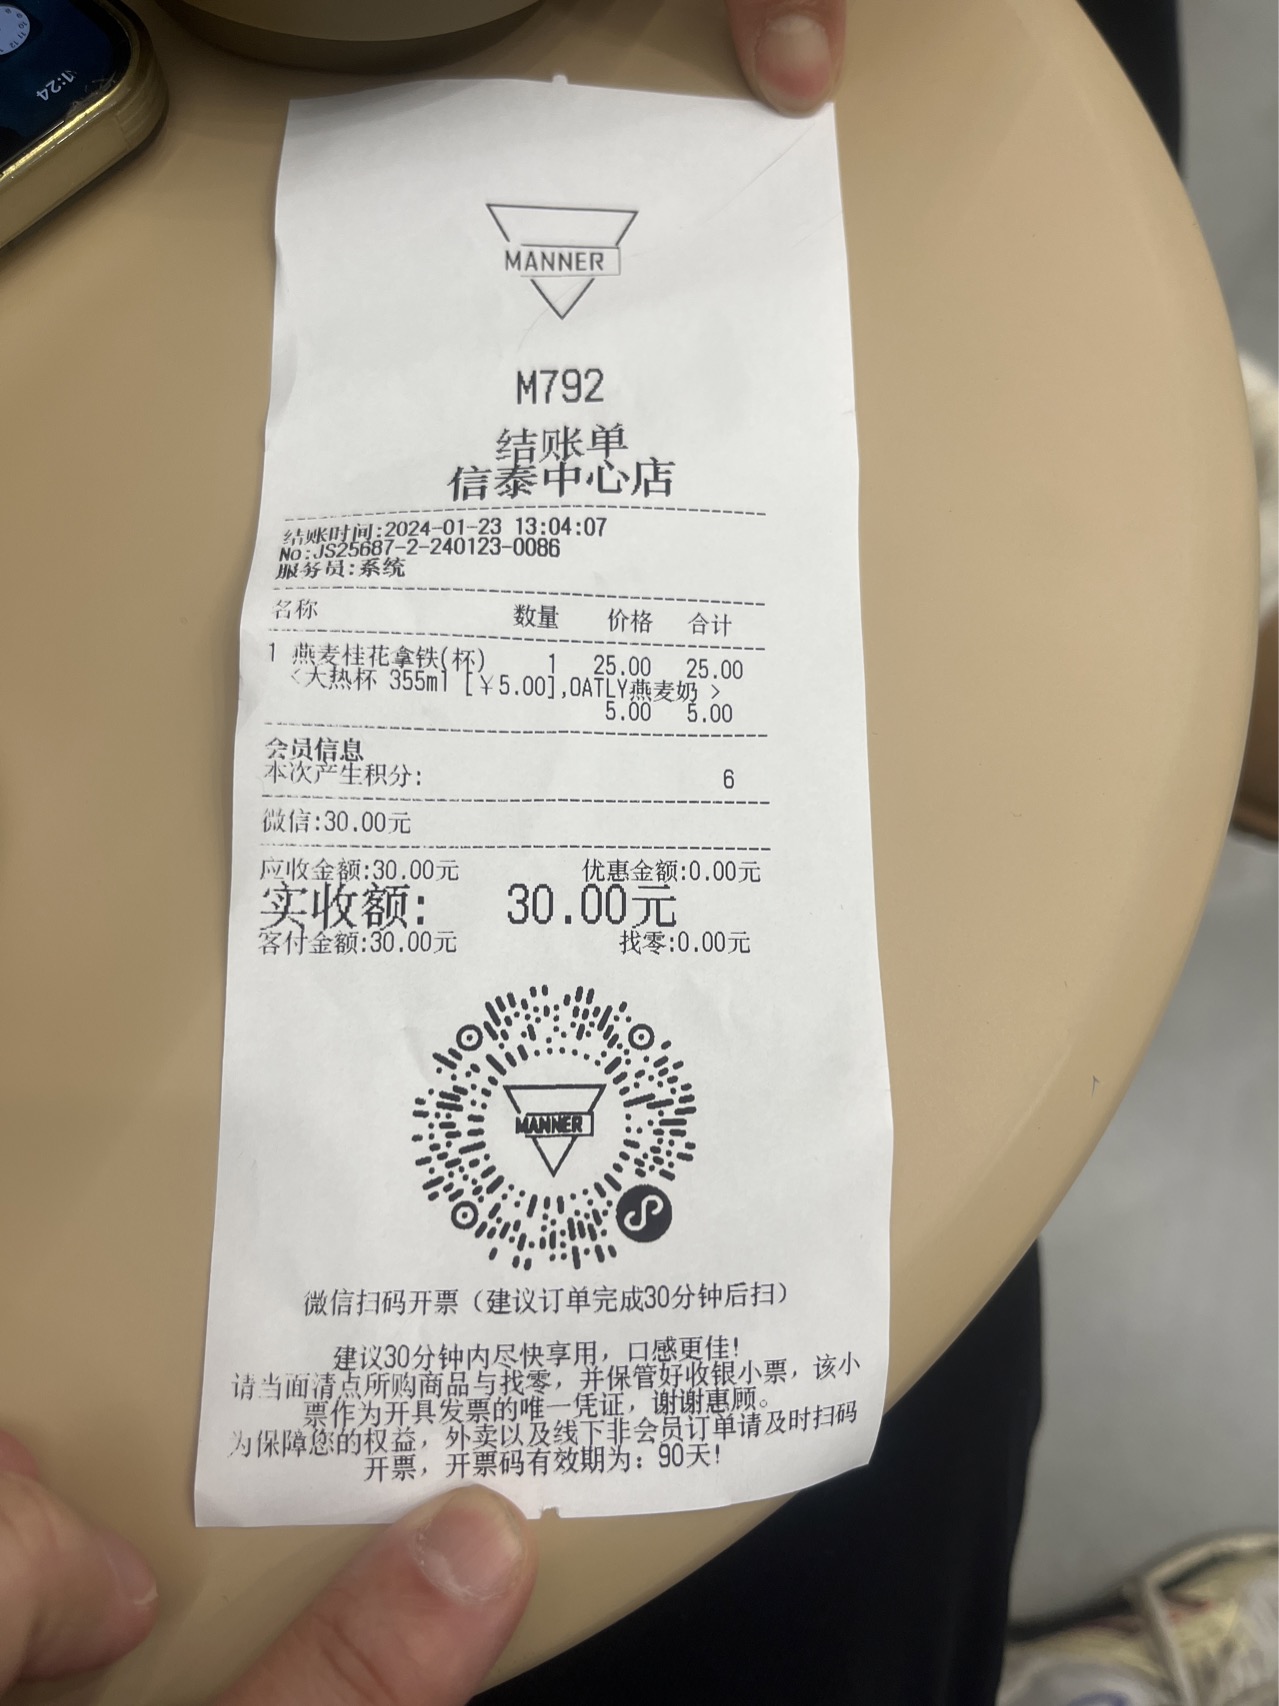 1:24
MANNER
M792
结账单
信泰中心店
结账时间:2024-01-23 13:04:07
No:JS25687-2-240123-0086
服务员:系统
名称 数量 价格 合计
1 燕麦桂花拿铁(杯) 1 25.00 25.00
<大热杯 355ml [￥5.00],OATLY燕麦奶 >
5.00 5.00
会员信息
本次产生积分: 6
微信:30.00元
应收金额:30.00元 优惠金额:0.00元
实收额: 30.00元
客付金额:30.00元 找零:0.00元
MANNER
微信扫码开票（建议订单完成30分钟后扫）
建议30分钟内尽快享用，口感更佳!
请当面清点所购商品与找零，并保管好收银小票，该小
票作为开具发票的唯一凭证，谢谢惠顾。
为保障您的权益，外卖以及线下非会员订单请及时扫码
开票，开票码有效期为：90天!